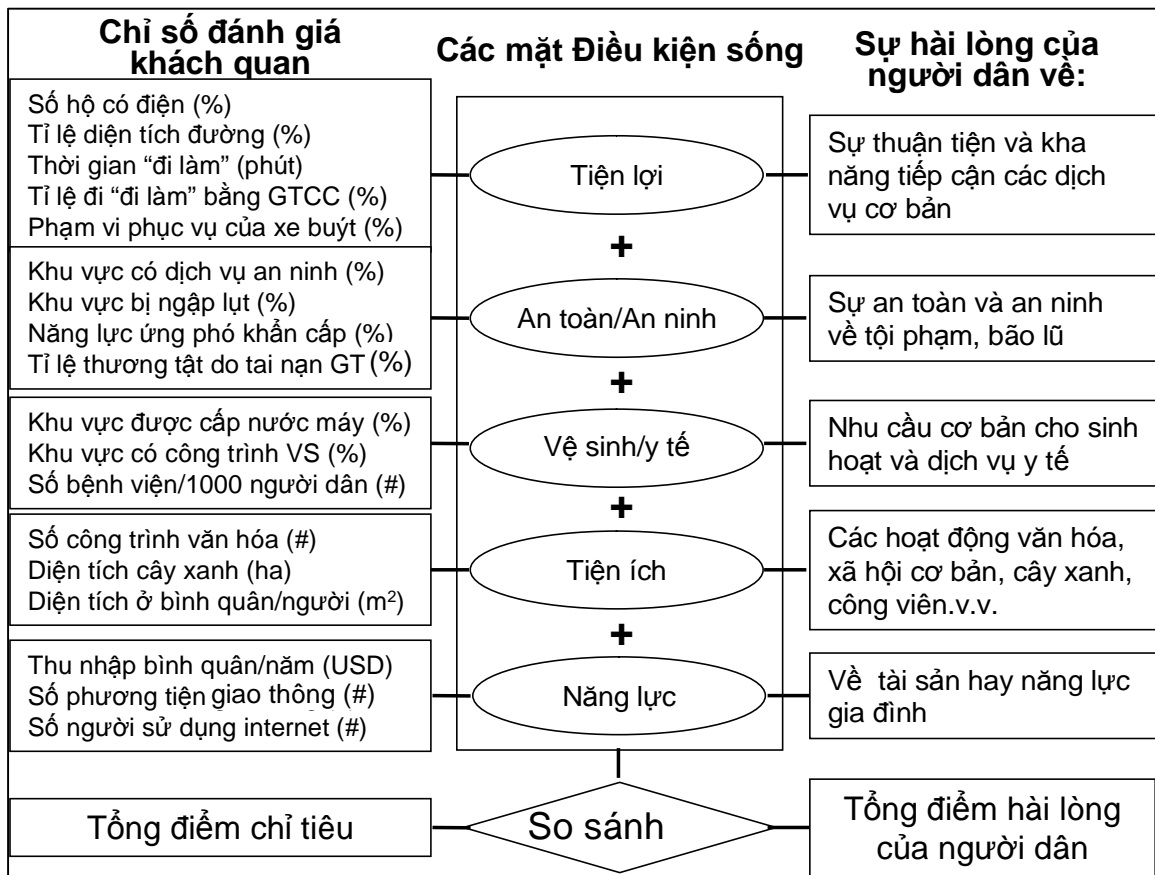 Chỉ số đánh giá
khách quan
Các mặt Điều kiện sống
Sự hài lòng của
người dân về:
Số hộ có điện (%)
Tỉ lệ diện tích đường (%)
Thời gian “đi làm” (phút)
Tỉ lệ đi “đi làm” bằng GTCC (%)
Phạm vi phục vụ của xe buýt (%)
Tiện lợi
Sự thuận tiện và kha
năng tiếp cận các dịch
vụ cơ bản
+
Khu vực có dịch vụ an ninh (%)
Khu vực bị ngập lụt (%)
Năng lực ứng phó khẩn cấp (%)
Tỉ lệ thương tật do tai nạn GT (%)
An toàn/An ninh
Sự an toàn và an ninh
về tội phạm, bão lũ
+
Khu vực được cấp nước máy (%)
Khu vực có công trình VS (%)
Số bệnh viện/1000 người dân (#)
Vệ sinh/y tế
Nhu cầu cơ bản cho sinh
hoạt và dịch vụ y tế
+
Số công trình văn hóa (#)
Diện tích cây xanh (ha)
Diện tích ở bình quân/người (m²)
Tiện ích
Các hoạt động văn hóa,
xã hội cơ bản, cây xanh,
công viên.v.v.
+
Thu nhập bình quân/năm (USD)
Số phương tiện giao thông (#)
Số người sử dụng internet (#)
Năng lực
Về tài sản hay năng lực
gia đình
Tổng điểm chỉ tiêu
So sánh
Tổng điểm hài lòng
của người dân